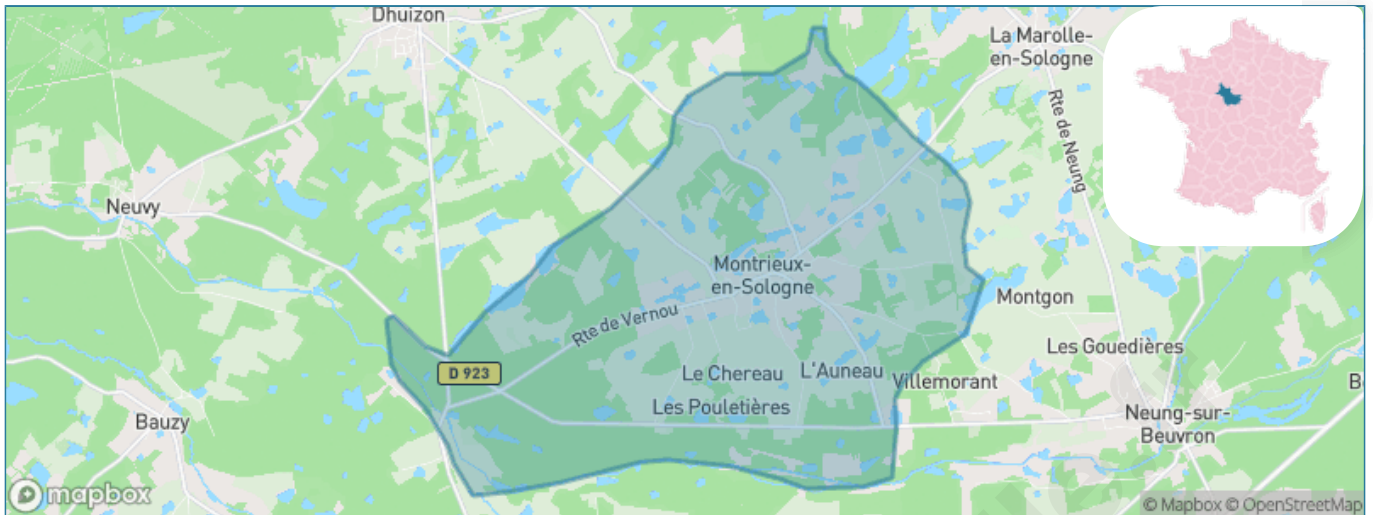 Dhuizon
La Marolle-
en-Sologne
Rte de Neung
Neuvy
Montrieux-
en-Sologne
Montgon
Rte de Vernou
Les Gouedières
D 923
Le Chereau
L'Auneau
Villemorant
B
Les Pouletières
Bauzy
Neung-sur-
Beuvron
mapbox
© Mapbox © OpenStreetMap